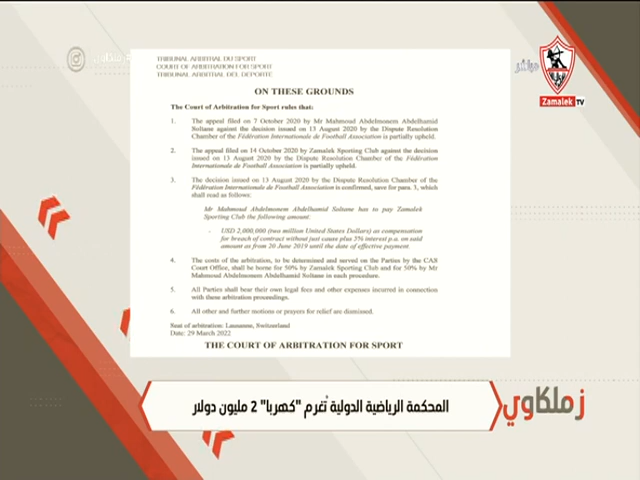 TRIBUNAL ARBITRAL DU SPORT
COURT OF ARBITRATION FOR SPORT
TRIBUNAL ARBITRAL DEL DEPORTE
ON THESE GROUNDS
The Court of Arbitration for Sport rules that:
1. The appeal filed on 7 October 2020 by Mr Mahmoud Abdelmonem Abdelhamid
Soltane against the decision issued on 13 August 2020 by the Dispute Resolution
Chamber of the Fédération Internationale de Football Association is partially upheld.
2. The appeal filed on 14 October 2020 by Zamalek Sporting Club against the decision
issued on 13 August 2020 by the Dispute Resolution Chamber of the Fédération
Internationale de Football Association is partially upheld.
3. The decision issued on 13 August 2020 by the Dispute Resolution Chamber of the
Fédération Internationale de Football Association is confirmed, save for para. 3, which
shall read as follows:
Mr Mahmoud Abdelmonem Abdelhamid Soltane has to pay Zamalek
Sporting Club the following amount:
- USD 2,000,000 (two million United States Dollars) as compensation
for breach of contract without just cause plus 5% interest p.a. on said
amount as from 20 June 2019 until the date of effective payment.
4. The costs of the arbitration, to be determined and served on the Parties by the CAS
Court Office, shall be borne for 50% by Zamalek Sporting Club and for 50% by Mr
Mahmoud Abdelmonem Abdelhamid Soltane in each procedure.
5. All Parties shall bear their own legal fees and other expenses incurred in connection
with these arbitration proceedings.
6. All other and further motions or prayers for relief are dismissed.
Seat of arbitration: Lausanne, Switzerland
Date: 29 March 2022
THE COURT OF ARBITRATION FOR SPORT
مباشر
Zamalek TV
زملكاوي
المحكمة الرياضية الدولية تُغرم "كهربا" 2 مليون دولار
زملكاوي